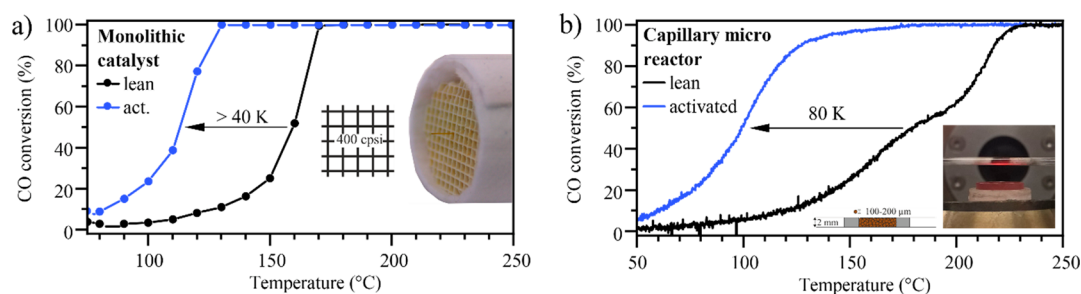 a)
Monolithic
catalyst
lean
act.
> 40 K
400 cpsi
CO conversion (%)
100
80
60
40
20
0
100
150
200
250
Temperature (°C)
b)
Capillary micro
reactor
lean
activated
80 K
100-200 µm
2 mm
CO conversion (%)
100
80
60
40
20
0
50
100
150
200
250
Temperature (°C)